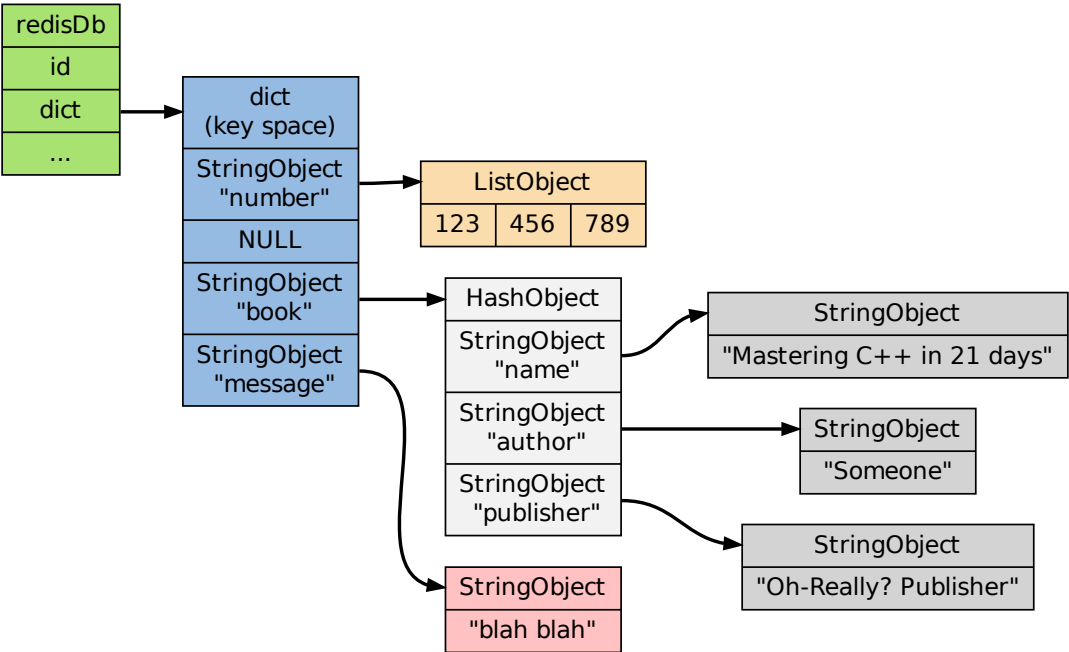 redisDb
id
dict
...
dict
(key space)
StringObject
"number"
NULL
StringObject
"book"
StringObject
"message"
ListObject
123 456 789
HashObject
StringObject
"name"
StringObject
"author"
StringObject
"publisher"
StringObject
"Mastering C++ in 21 days"
StringObject
"Someone"
StringObject
"Oh-Really? Publisher"
StringObject
"blah blah"